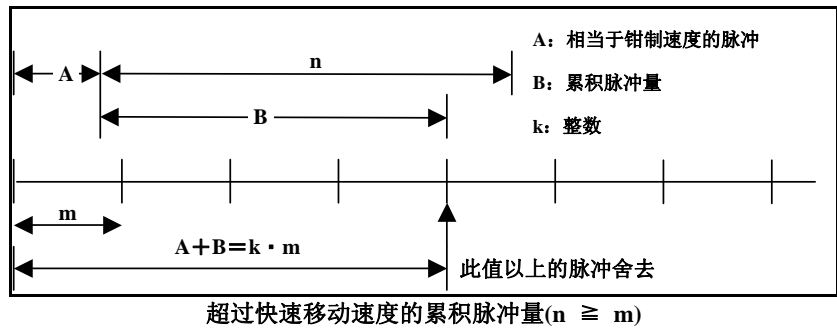 A：相当于钳制速度的脉冲
n
A
B：累积脉冲量
B
k：整数
m
A＋B＝k・m
此值以上的脉冲舍去
超过快速移动速度的累积脉冲量(n ≧ m)